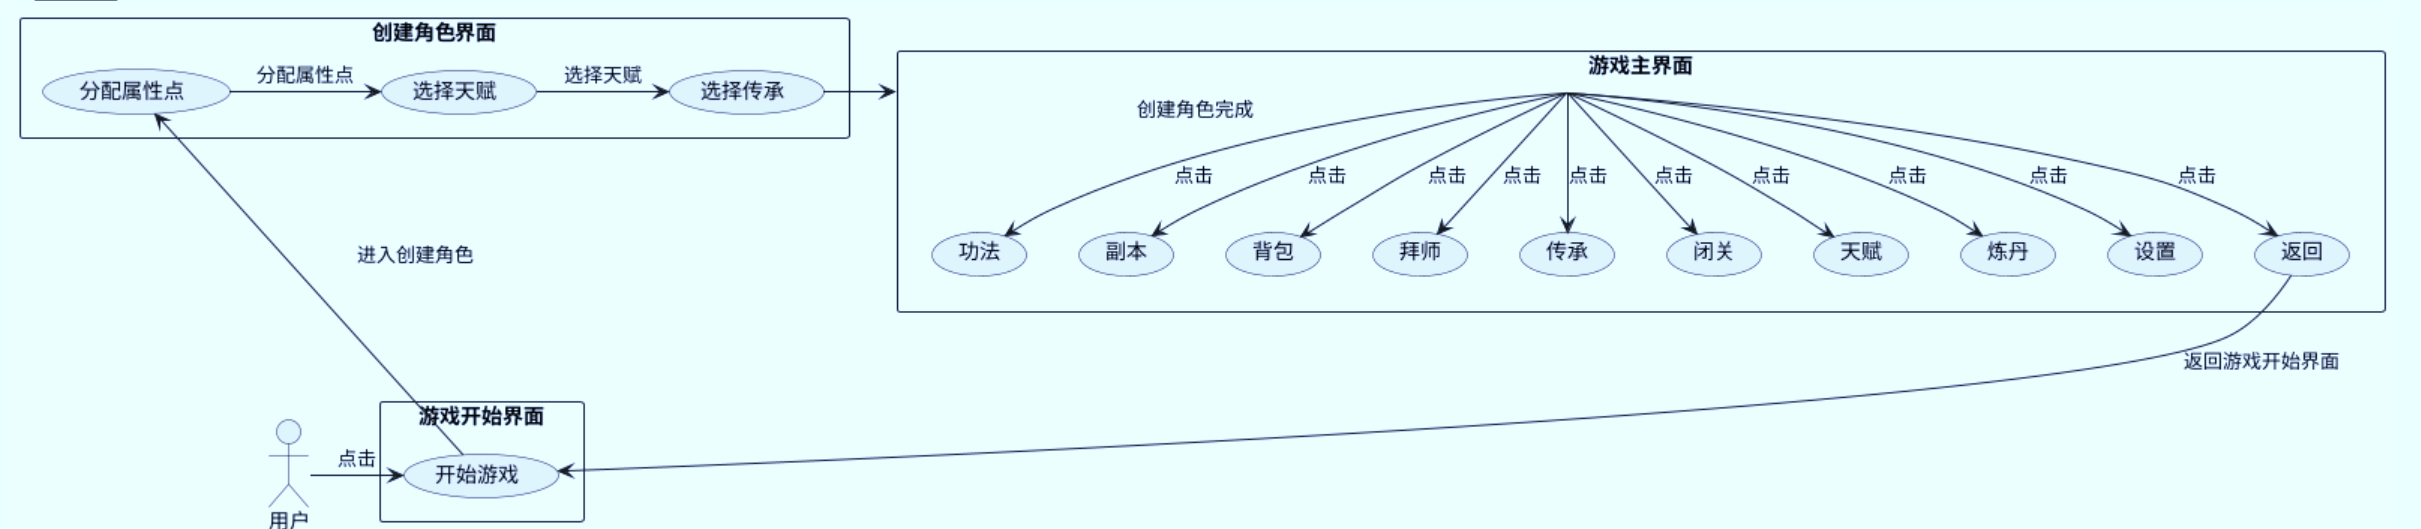 创建角色界面
分配属性点
分配属性点
选择天赋
选择天赋
选择传承
游戏主界面
创建角色完成
点击
点击
点击
点击
点击
点击
点击
点击
点击
点击
功法
副本
背包
拜师
传承
闭关
天赋
炼丹
设置
返回
进入创建角色
返回游戏开始界面
游戏开始界面
点击
开始游戏
用户